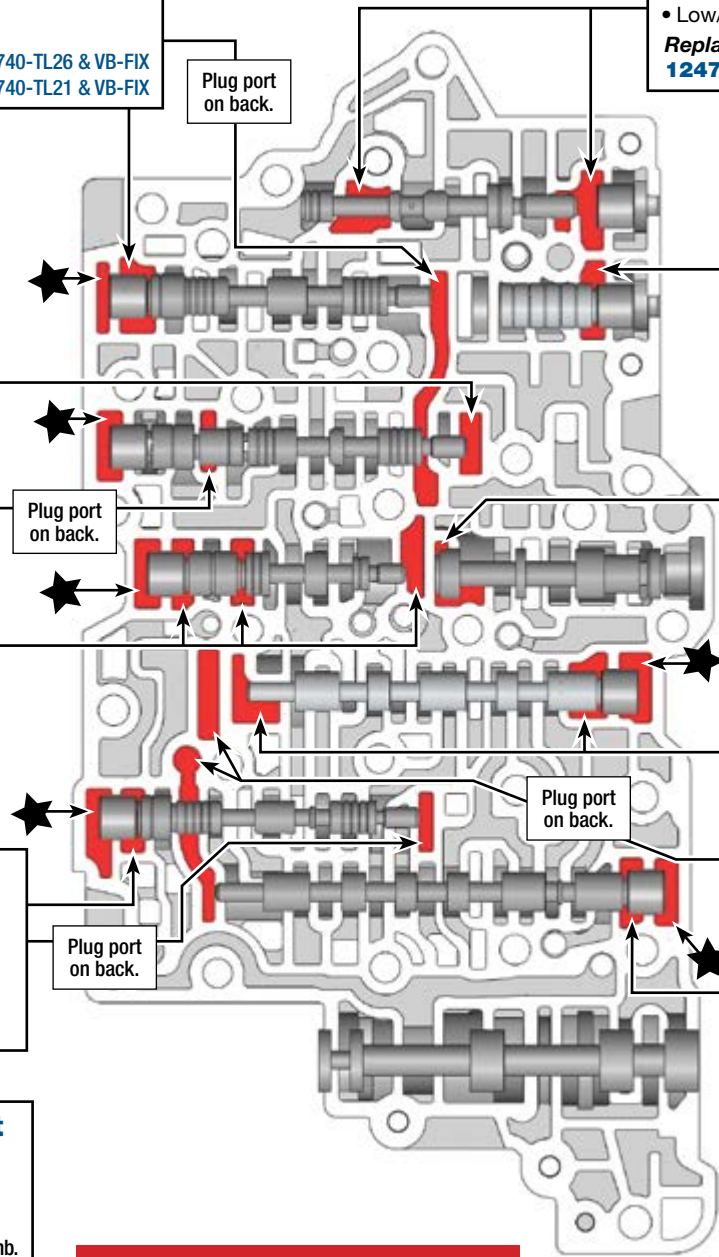 740-TL26 & VB-FIX
740-TL21 & VB-FIX
Plug port
on back.
• Low/
Repla
1247
Plug port
on back.
Plug port
on back.
Plug port
on back.
t
mb.